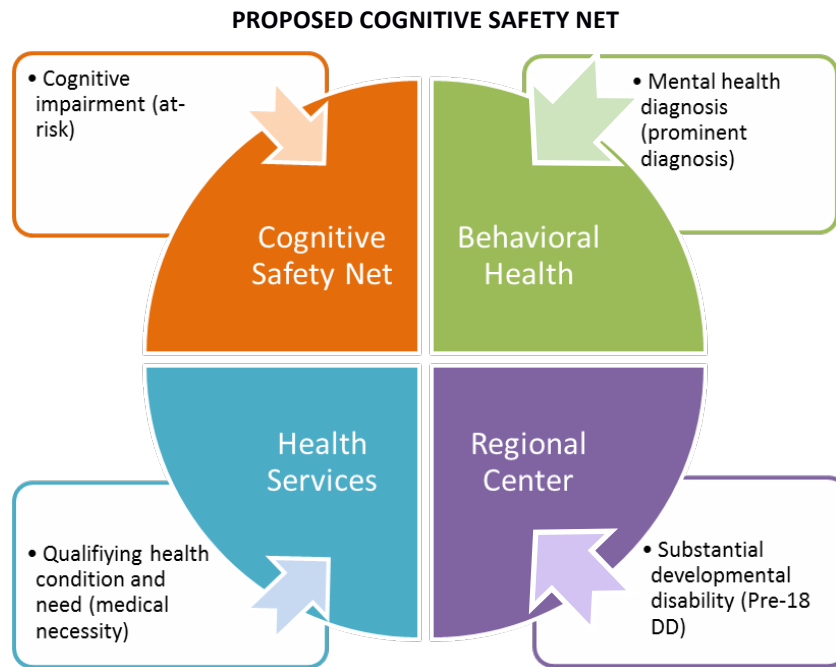 PROPOSED COGNITIVE SAFETY NET
• Cognitive
impairment (at-
risk)
• Mental health
diagnosis
(prominent
diagnosis)
Cognitive
Safety Net
Behavioral
Health
Health
Services
Regional
Center
• Qualifiying health
condition and
need (medical
necessity)
• Substantial
developmental
disability (Pre-18
DD)